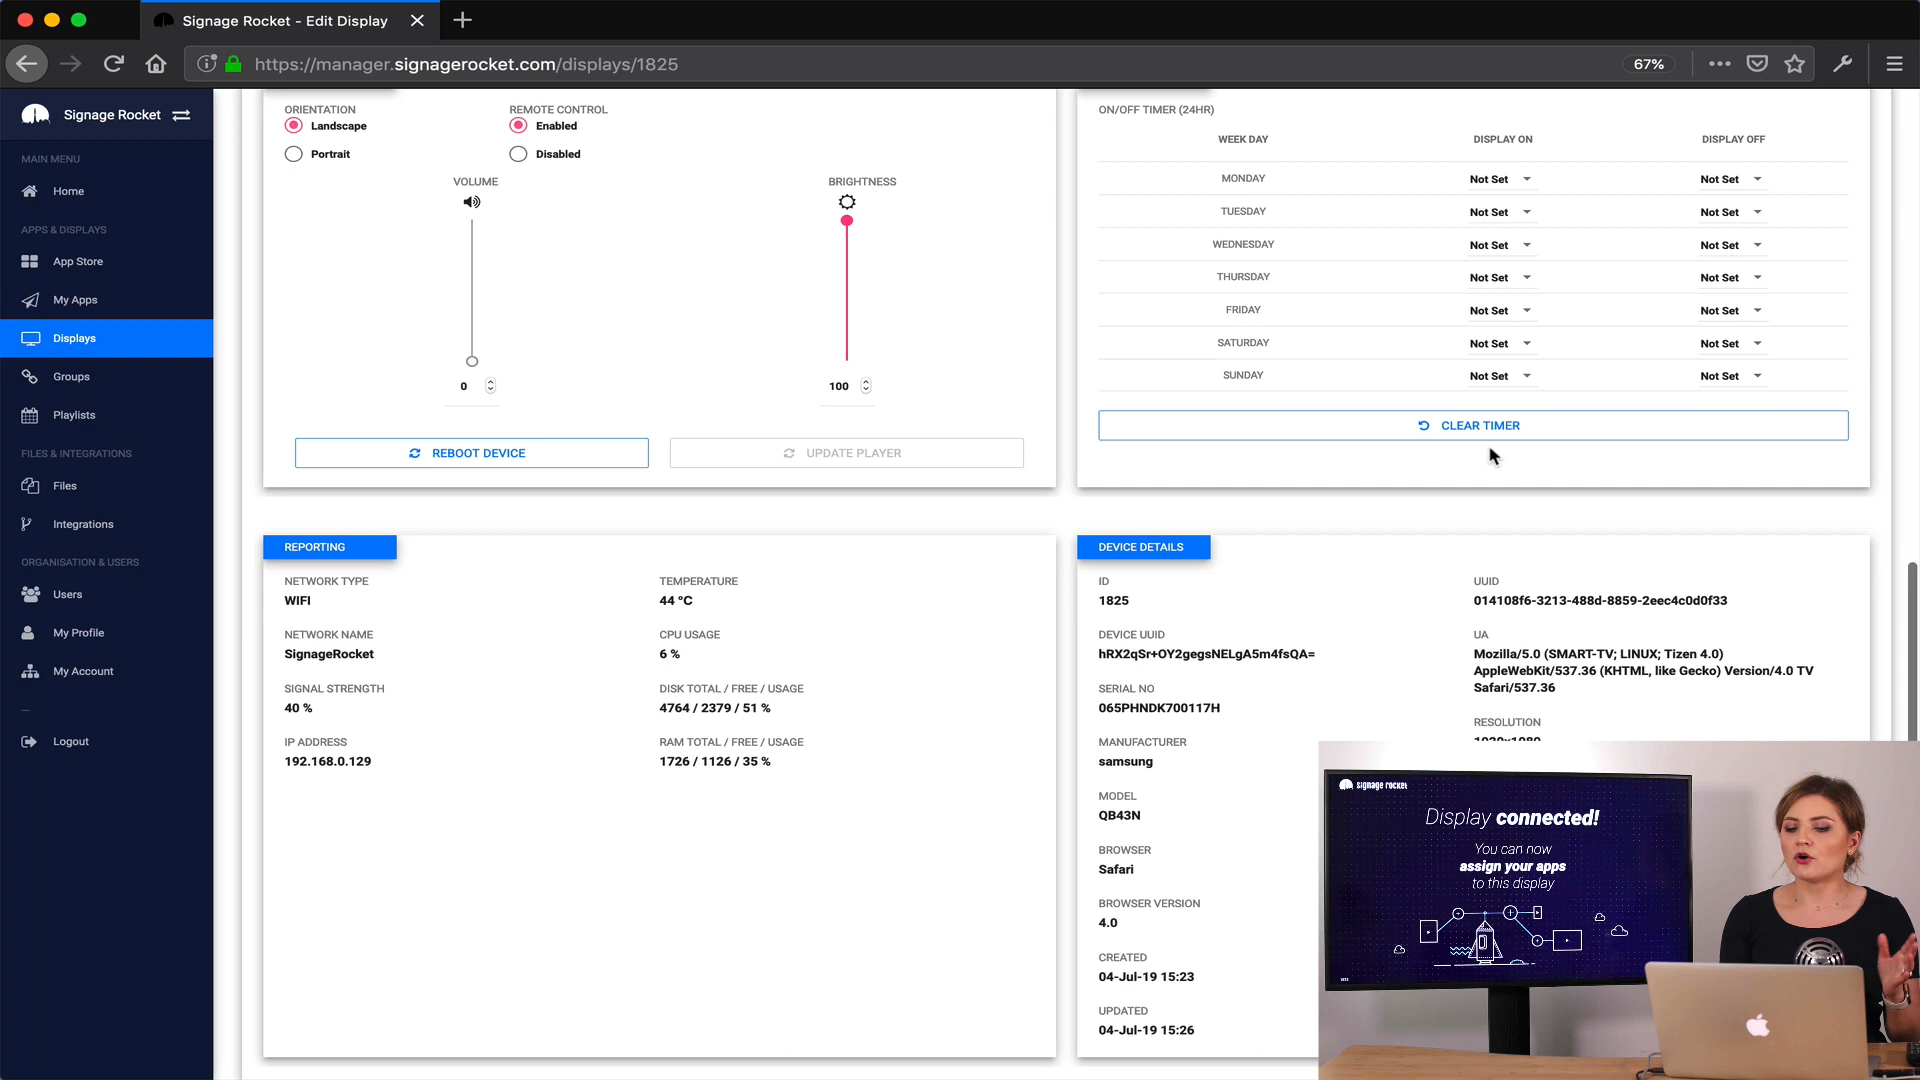 Signage Rocket - Edit Display
https://manager.signagerocket.com/displays/1825
67%
Signage Rocket
MAIN MENU
Home
APPS & DISPLAYS
App Store
My Apps
Displays
Groups
Playlists
FILES & INTEGRATIONS
Files
Integrations
ORGANISATION & USERS
Users
My Profile
My Account
Logout
ORIENTATION
Landscape
Portrait
REMOTE CONTROL
Enabled
Disabled
VOLUME
0
BRIGHTNESS
100
REBOOT DEVICE
UPDATE PLAYER
ON/OFF TIMER (24HR)
WEEK DAY DISPLAY ON DISPLAY OFF
MONDAY Not Set Not Set
TUESDAY Not Set Not Set
WEDNESDAY Not Set Not Set
THURSDAY Not Set Not Set
FRIDAY Not Set Not Set
SATURDAY Not Set Not Set
SUNDAY Not Set Not Set
CLEAR TIMER
REPORTING
NETWORK TYPE
WIFI
NETWORK NAME
SignageRocket
SIGNAL STRENGTH
40 %
IP ADDRESS
192.168.0.129
TEMPERATURE
44 °C
CPU USAGE
6 %
DISK TOTAL / FREE / USAGE
4764 / 2379 / 51 %
RAM TOTAL / FREE / USAGE
1726 / 1126 / 35 %
DEVICE DETAILS
ID
1825
DEVICE UUID
hRX2qSr+OY2gegsNELgA5m4fsQA=
SERIAL NO
065PHNDK700117H
MANUFACTURER
samsung
MODEL
QB43N
BROWSER
Safari
BROWSER VERSION
4.0
CREATED
04-Jul-19 15:23
UPDATED
04-Jul-19 15:26
UUID
014108f6-3213-488d-8859-2eec4c0d0f33
UA
Mozilla/5.0 (SMART-TV; LINUX; Tizen 4.0)
AppleWebKit/537.36 (KHTML, like Gecko) Version/4.0 TV
Safari/537.36
RESOLUTION
1920x1080
signage rocket
Display connected!
You can now
assign your apps
to this display